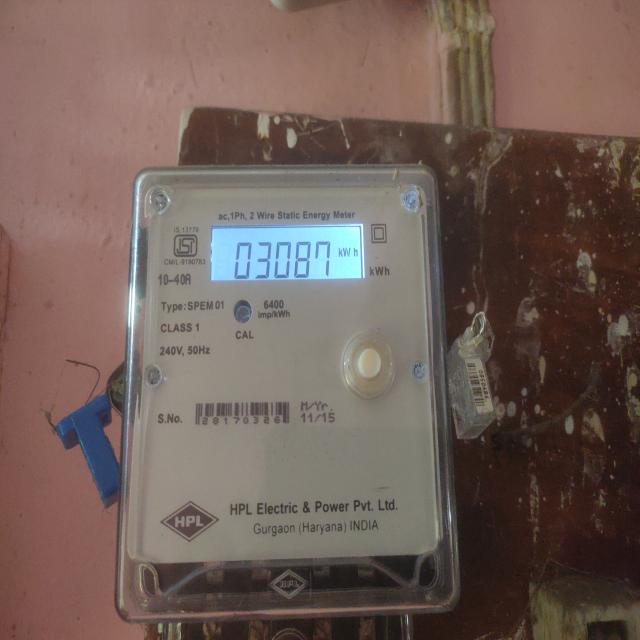 ac,1Ph, 2 Wire Static Energy Meter
IS 13779
03087 kWh
kWh
10-40A
Type: SPEM 01
6400
imp/kWh
CLASS 1
CAL
240V, 50Hz
S.No.
M/Yr.
11/15
HPL
HPL Electric & Power Pvt. Ltd.
Gurgaon (Haryana) INDIA
HPL